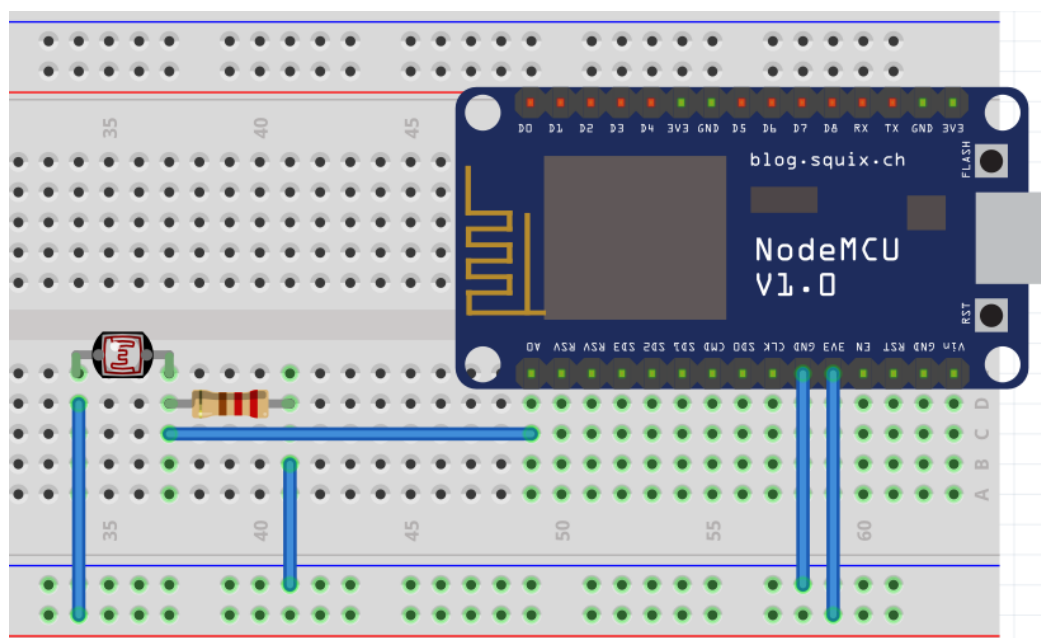 35 40 45
D0 D1 D2 D3 D4 3V3 GND D5 D6 D7 D8 RX TX GND 3V3
FLASH
blog.squix.ch
NodeMCU
V1.0
RST
A0 RSV RSV SD3 SD2 SD1 CMD SD0 CLK GND 3V3 EN RST GND Vin
D
C
B
A
35 40 45 50 55 60